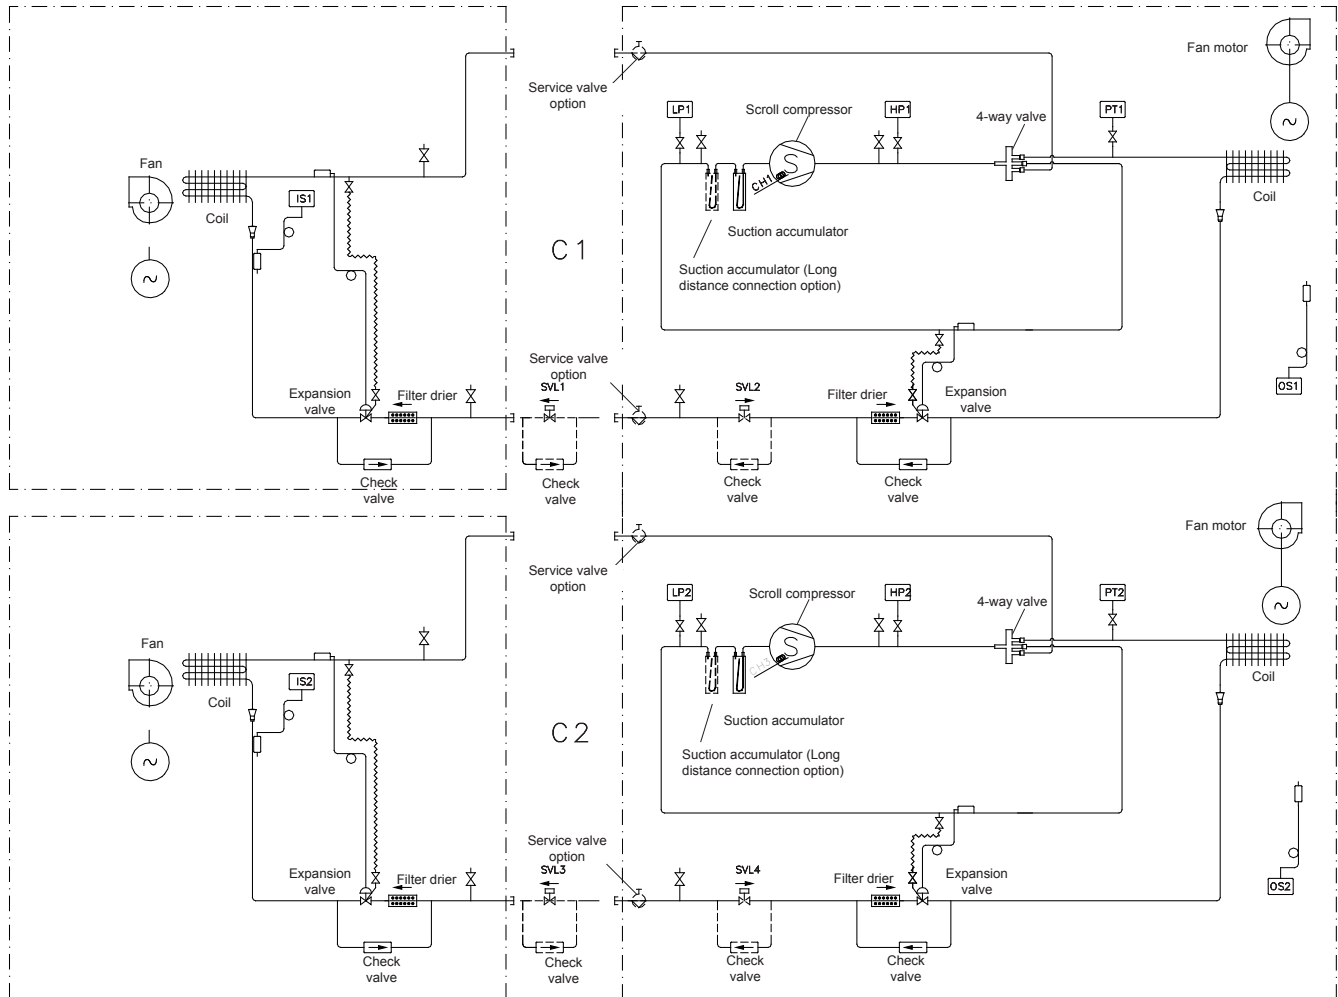 Fan motor
Service valve
option
LP1
Scroll compressor
HP1
4-way valve
PT1
Fan
IS1
Coil
CH1
S
Coil
C1
Suction accumulator
Suction accumulator (Long
distance connection option)
OS1
Service valve
option
Expansion
valve
Filter drier
SVL1
SVL2
Filter drier
Expansion
valve
Check
valve
Check
valve
Check
valve
Check
valve
Fan motor
Service valve
option
LP2
Scroll compressor
HP2
4-way valve
PT2
Fan
IS2
Coil
CH3
S
Coil
C2
Suction accumulator
Suction accumulator (Long
distance connection option)
OS2
Service valve
option
Expansion
valve
Filter drier
SVL3
SVL4
Filter drier
Expansion
valve
Check
valve
Check
valve
Check
valve
Check
valve